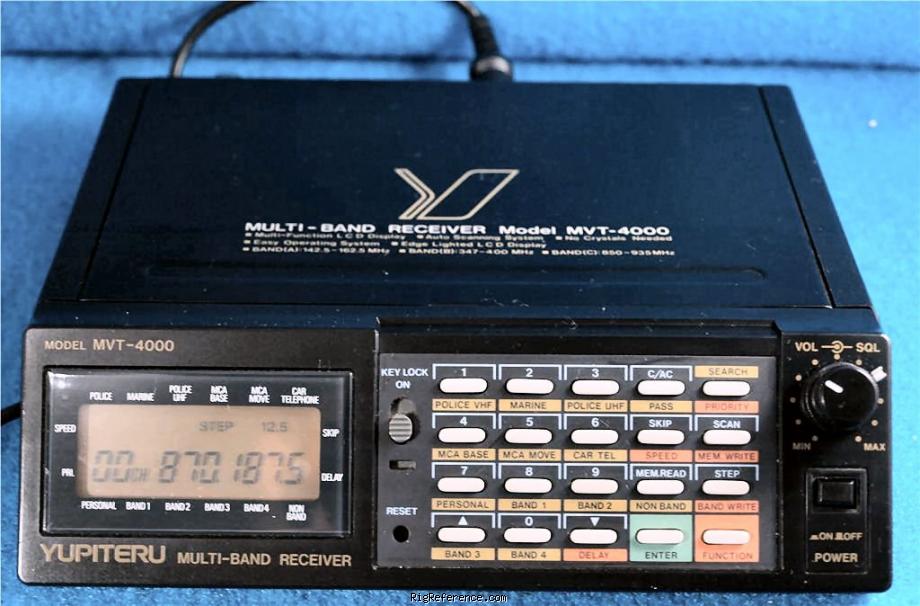 MULTI-BAND RECEIVER Model MVT-4000
Multi-Function LCD Display Auto Scanning System No Crystals Needed
Easy Operating System Edge Lighted LCD Display
BAND(A):142.5-162.5MHz BAND(B):347-400MHz BAND(C):850-935MHz
MODEL MVT-4000
POLICE MARINE POLICE UHF MCA BASE MCA MOVE CAR TELEPHONE
SPEED STEP 12.5 SKIP
PRL 00CH 870.1875 DELAY
PERSONAL BAND 1 BAND 2 BAND 3 BAND 4 NON BAND
YUPITERU MULTI-BAND RECEIVER
KEY LOCK
ON
RESET
1 2 3 C/AC SEARCH
POLICE VHF MARINE POLICE UHF PASS PRIORITY
4 5 6 SKIP SCAN
MCA BASE MCA MOVE CAR TEL SPEED MEM.WRITE
7 8 9 MEM.READ STEP
PERSONAL BAND 1 BAND 2 NON BAND BAND WRITE
▲ 0 ▼
BAND 3 BAND 4 DELAY ENTER FUNCTION
VOL SQL
MIN MAX
ON OFF
POWER
RigReference.com